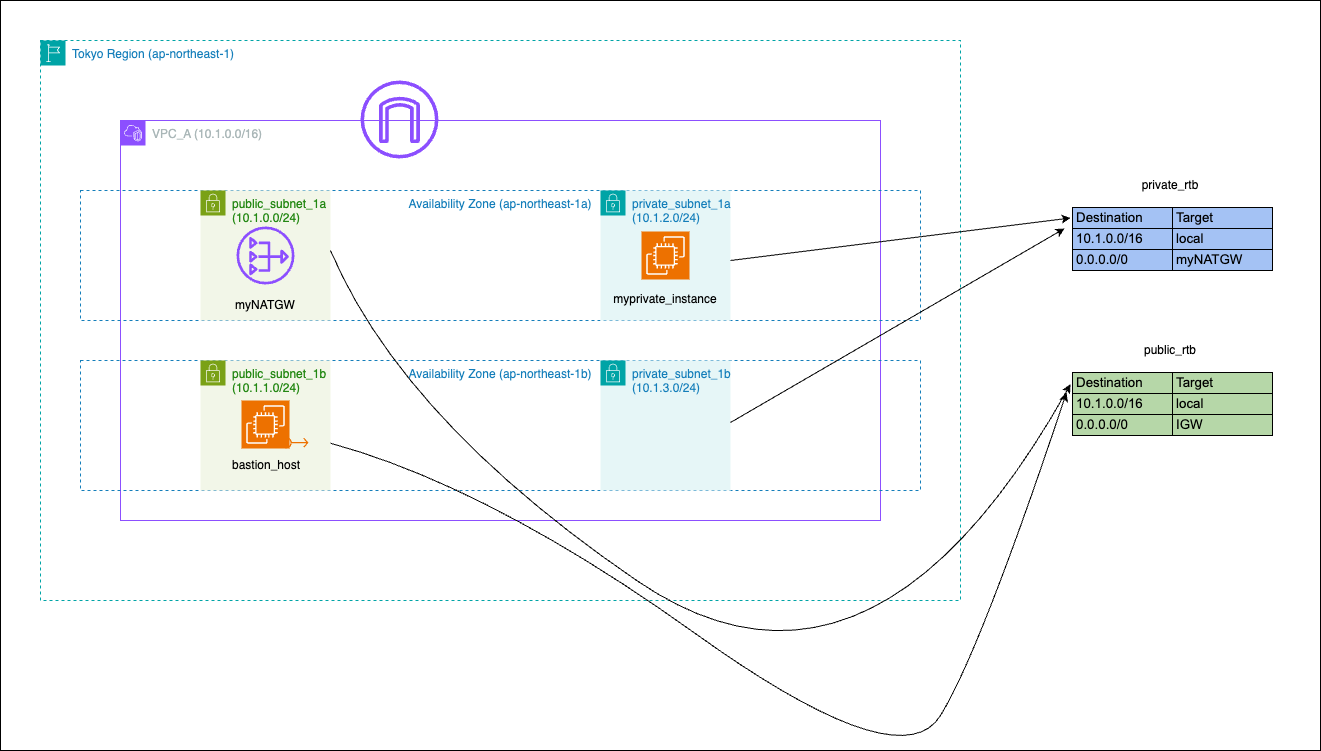 Tokyo Region (ap-northeast-1)
VPC_A (10.1.0.0/16)
public_subnet_1a
(10.1.0.0/24)
myNATGW
Availability Zone (ap-northeast-1a)
private_subnet_1a
(10.1.2.0/24)
myprivate_instance
public_subnet_1b
(10.1.1.0/24)
bastion_host
Availability Zone (ap-northeast-1b)
private_subnet_1b
(10.1.3.0/24)
private_rtb
Destination Target
10.1.0.0/16 local
0.0.0.0/0 myNATGW
public_rtb
Destination Target
10.1.0.0/16 local
0.0.0.0/0 IGW